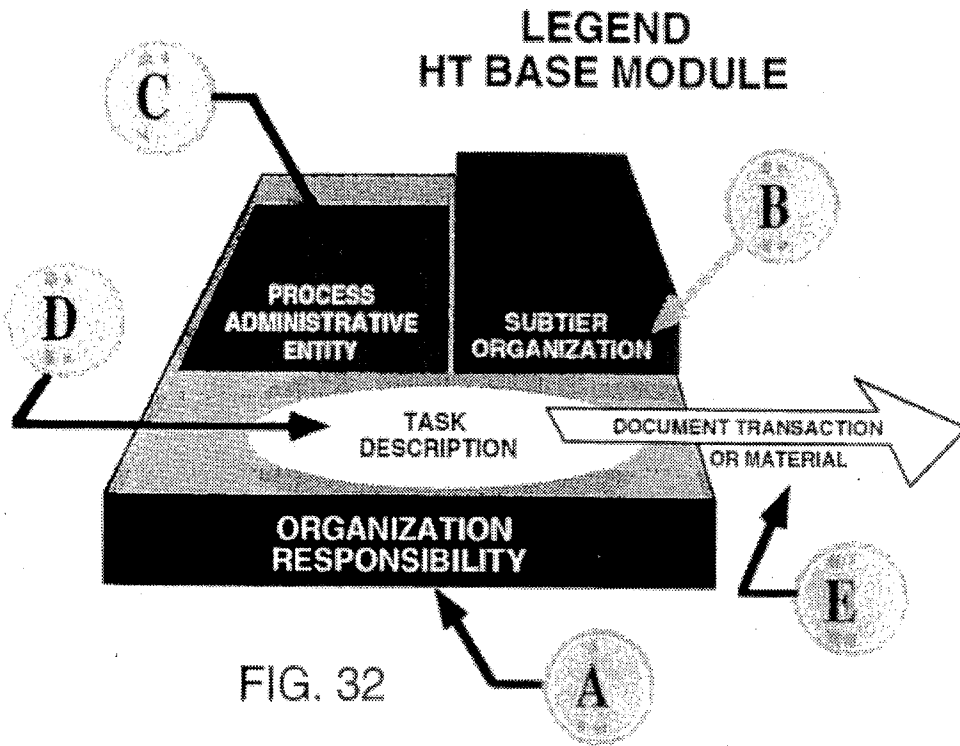 LEGEND
HT BASE MODULE
C
B
PROCESS
ADMINISTRATIVE
ENTITY
SUBTIER
ORGANIZATION
D
TASK
DESCRIPTION
DOCUMENT TRANSACTION
OR MATERIAL
ORGANIZATION
RESPONSIBILITY
E
A
FIG. 32